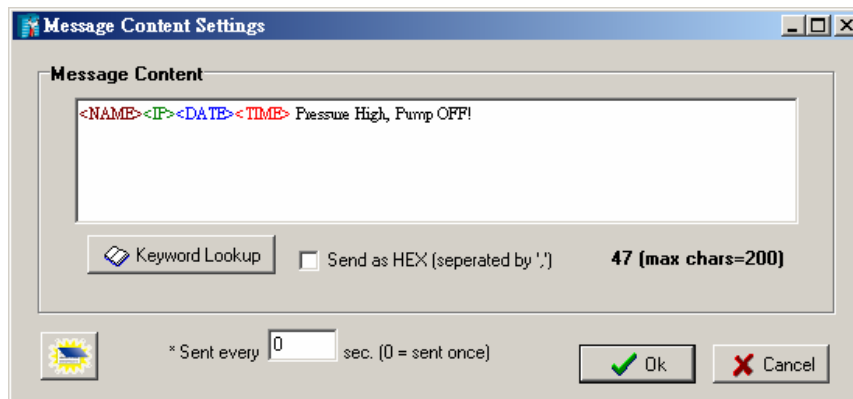 Message Content Settings
Message Content
<NAME><IP><DATE><TIME> Pressure High, Pump OFF!
Keyword Lookup
Send as HEX (seperated by ',')
47 (max chars=200)
* Sent every 0 sec. (0 = sent once)
Ok
Cancel